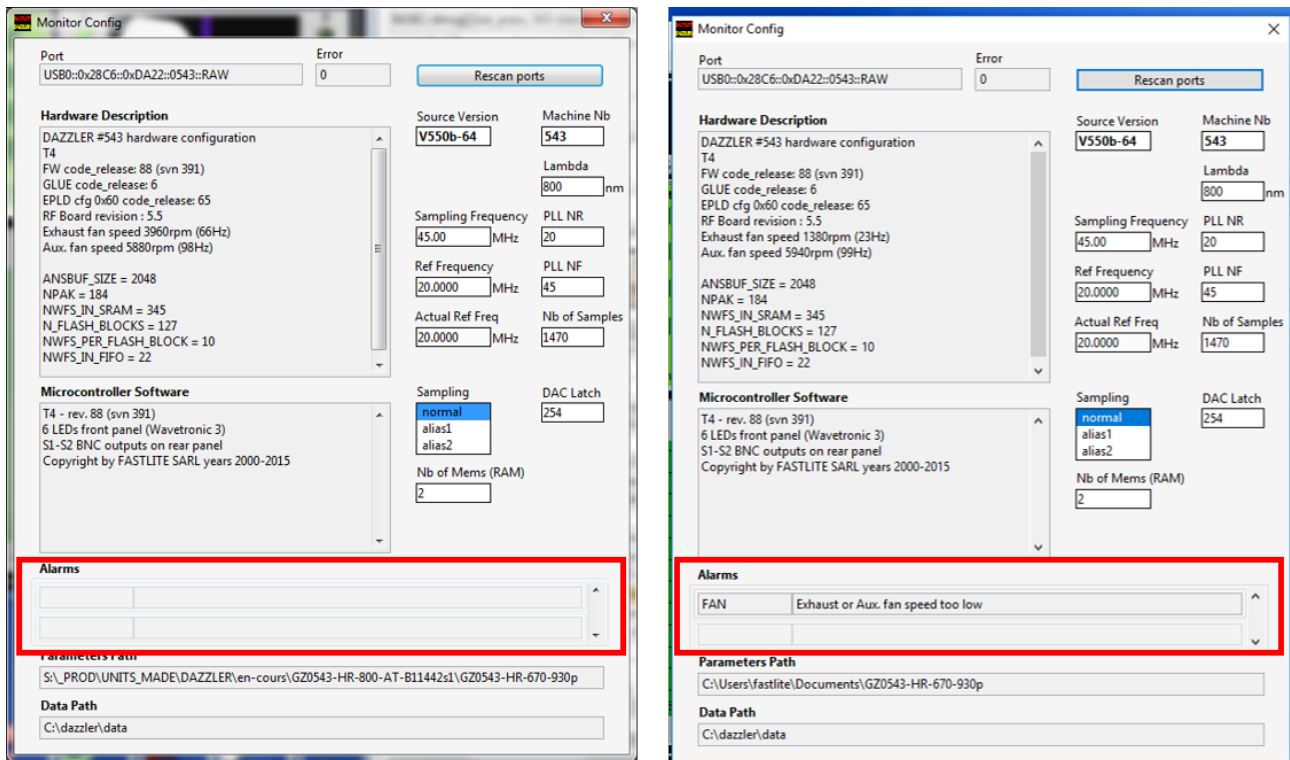 Monitor Config
Port
Error
USB0::0x28C6::0xDA22::0543::RAW
0
Rescan ports
Hardware Description
Source Version
Machine Nb
DAZZLER #543 hardware configuration
T4
FW code_release: 88 (svn 391)
GLUE code_release: 6
EPLD cfg 0x60 code_release: 65
RF Board revision : 5.5
Exhaust fan speed 3960rpm (66Hz)
Aux. fan speed 5880rpm (98Hz)
ANSBUF_SIZE = 2048
NPAK = 184
NWFS_IN_SRAM = 345
N_FLASH_BLOCKS = 127
NWFS_PER_FLASH_BLOCK = 10
NWFS_IN_FIFO = 22
V550b-64
543
Lambda
800 nm
Sampling Frequency
PLL NR
45.00 MHz
20
Ref Frequency
PLL NF
20.0000 MHz
45
Actual Ref Freq
Nb of Samples
20.0000 MHz
1470
Microcontroller Software
Sampling
DAC Latch
T4 - rev. 88 (svn 391)
6 LEDs front panel (Wavetronic 3)
S1-S2 BNC outputs on rear panel
Copyright by FASTLITE SARL years 2000-2015
normal
alias1
alias2
254
Nb of Mems (RAM)
2
Alarms
Parameters Path
S:\_PROD\UNITS_MADE\DAZZLER\en-cours\GZ0543-HR-800-AT-B11442s1\GZ0543-HR-670-930p
Data Path
C:\dazzler\data
Monitor Config
Port
Error
USB0::0x28C6::0xDA22::0543::RAW
0
Rescan ports
Hardware Description
Source Version
Machine Nb
DAZZLER #543 hardware configuration
T4
FW code_release: 88 (svn 391)
GLUE code_release: 6
EPLD cfg 0x60 code_release: 65
RF Board revision : 5.5
Exhaust fan speed 1380rpm (23Hz)
Aux. fan speed 5940rpm (99Hz)
ANSBUF_SIZE = 2048
NPAK = 184
NWFS_IN_SRAM = 345
N_FLASH_BLOCKS = 127
NWFS_PER_FLASH_BLOCK = 10
NWFS_IN_FIFO = 22
V550b-64
543
Lambda
800 nm
Sampling Frequency
PLL NR
45.00 MHz
20
Ref Frequency
PLL NF
20.0000 MHz
45
Actual Ref Freq
Nb of Samples
20.0000 MHz
1470
Microcontroller Software
Sampling
DAC Latch
T4 - rev. 88 (svn 391)
6 LEDs front panel (Wavetronic 3)
S1-S2 BNC outputs on rear panel
Copyright by FASTLITE SARL years 2000-2015
normal
alias1
alias2
254
Nb of Mems (RAM)
2
Alarms
FAN
Exhaust or Aux. fan speed too low
Parameters Path
C:\Users\fastlite\Documents\GZ0543-HR-670-930p
Data Path
C:\dazzler\data